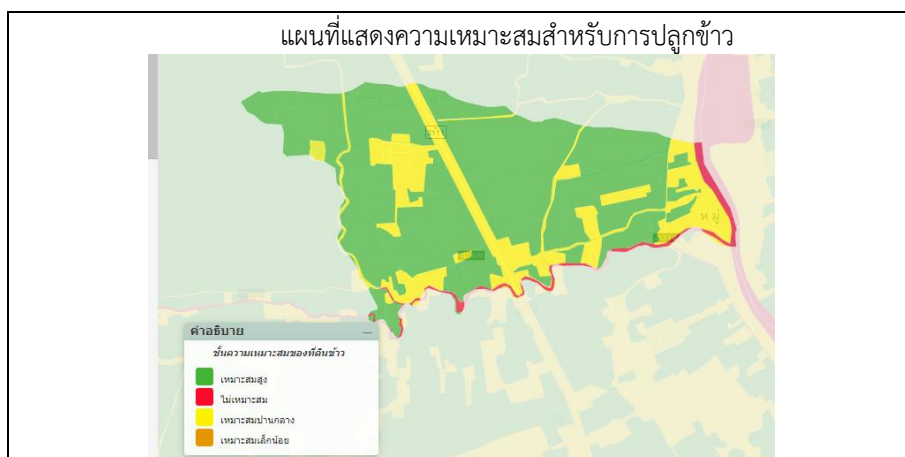 แผนที่แสดงความเหมาะสมสำหรับการปลูกข้าว
ห มู่
คำอธิบาย
ชั้นความเหมาะสมของที่ดินข้าว
เหมาะสมสูง
ไม่เหมาะสม
เหมาะสมปานกลาง
เหมาะสมเล็กน้อย